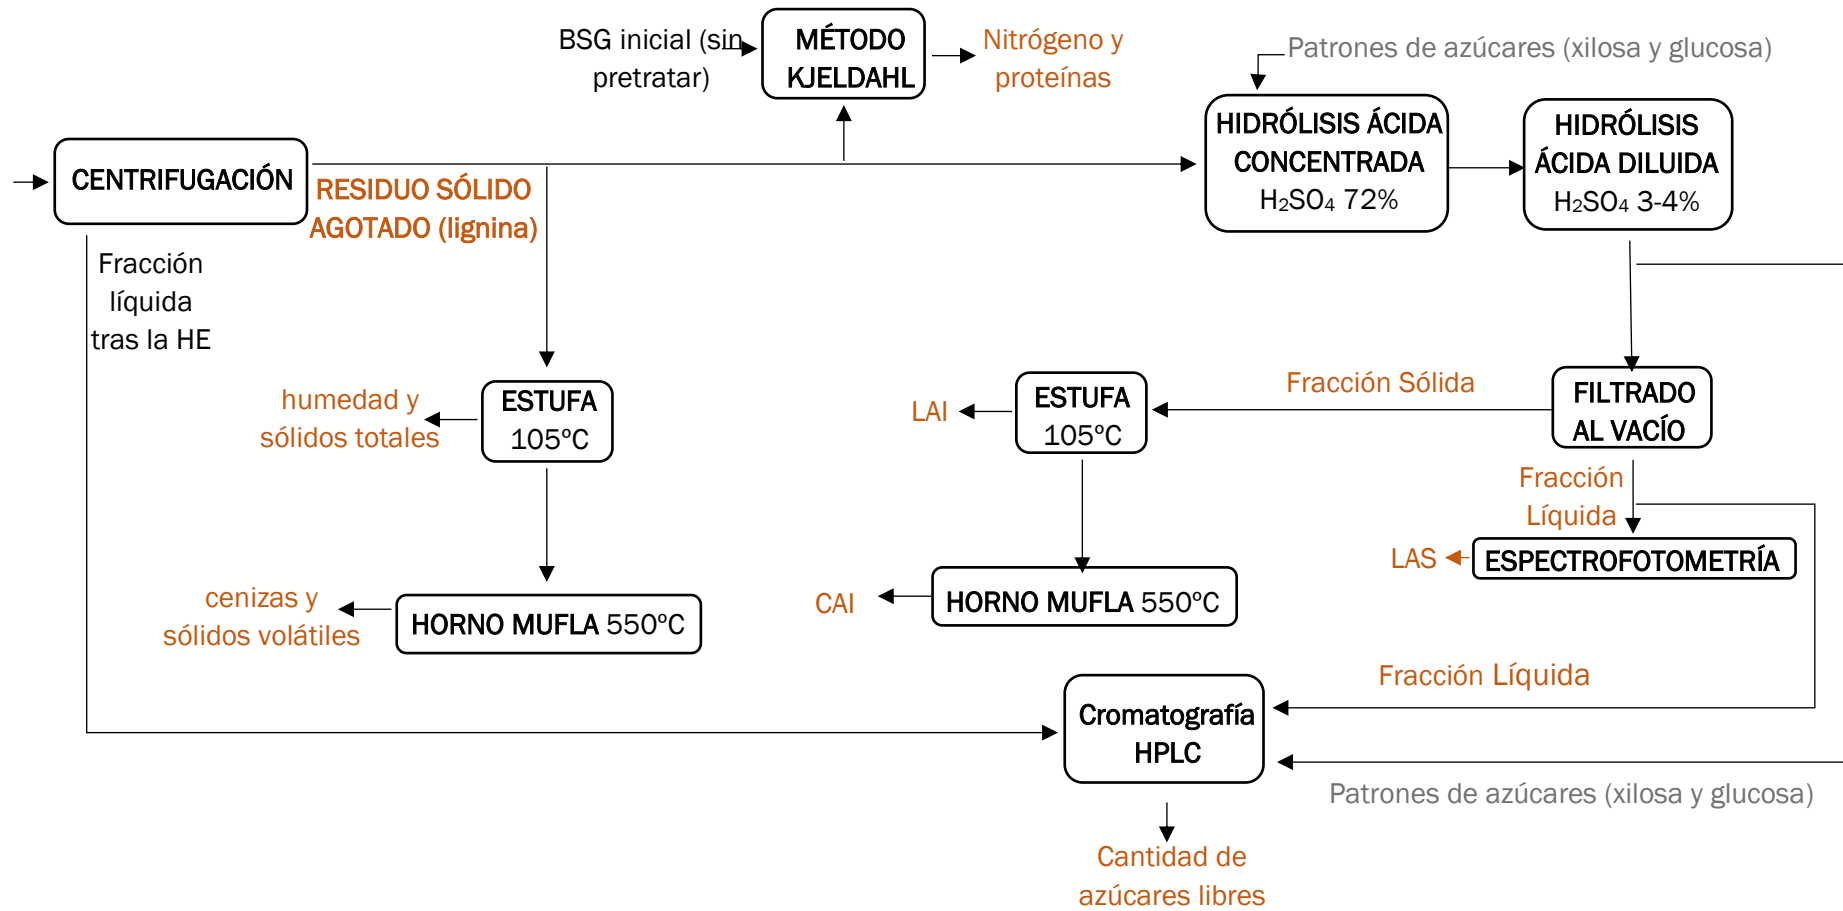 BSG inicial (sin
pretratar)
MÉTODO
KJELDAHL
Nitrógeno y
proteínas
Patrones de azúcares (xilosa y glucosa)
CENTRIFUGACIÓN
RESIDUO SÓLIDO
AGOTADO (lignina)
HIDRÓLISIS ÁCIDA
CONCENTRADA
H₂SO₄ 72%
HIDRÓLISIS
ÁCIDA DILUIDA
H₂SO₄ 3-4%
Fracción
líquida
tras la HE
humedad y
sólidos totales
ESTUFA
105ºC
LAI
ESTUFA
105ºC
Fracción Sólida
FILTRADO
AL VACÍO
Fracción
Líquida
LAS
ESPECTROFOTOMETRÍA
cenizas y
sólidos volátiles
HORNO MUFLA 550ºC
CAI
HORNO MUFLA 550ºC
Fracción Líquida
Cromatografía
HPLC
Patrones de azúcares (xilosa y glucosa)
Cantidad de
azúcares libres